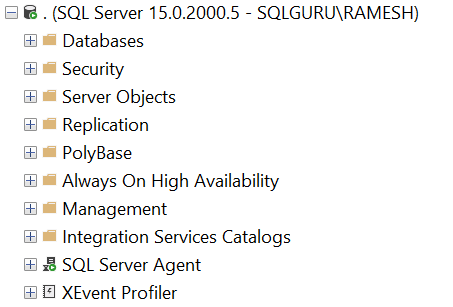 . (SQL Server 15.0.2000.5 - SQLGURU\RAMESH)
Databases
Security
Server Objects
Replication
PolyBase
Always On High Availability
Management
Integration Services Catalogs
SQL Server Agent
XEvent Profiler